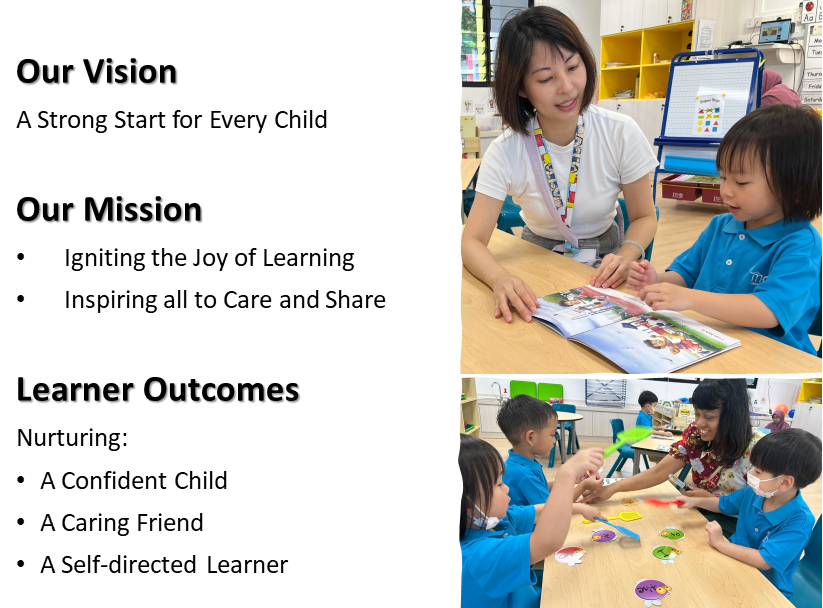 Our Vision
A Strong Start for Every Child
Our Mission
• Igniting the Joy of Learning
• Inspiring all to Care and Share
Learner Outcomes
Nurturing:
• A Confident Child
• A Caring Friend
• A Self-directed Learner